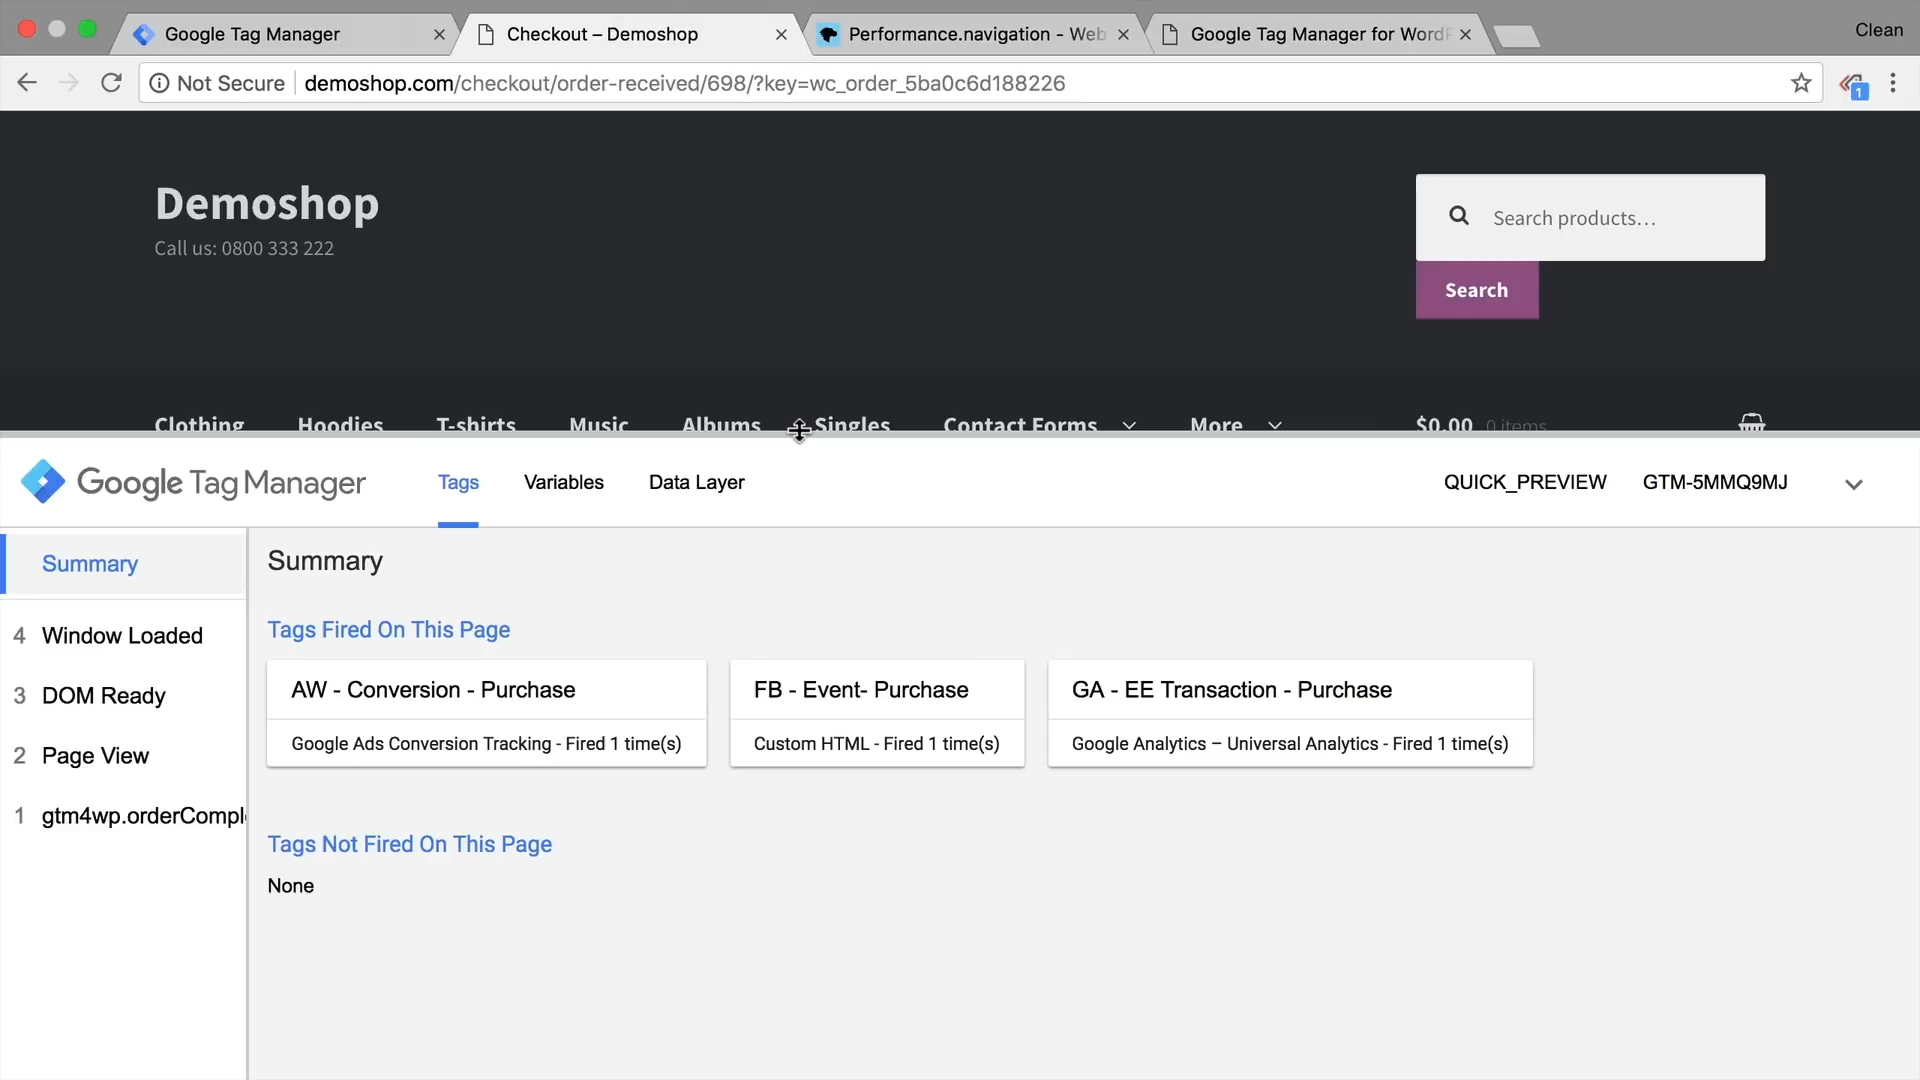 Google Tag Manager
Checkout – Demoshop
Performance.navigation - Web
Google Tag Manager for WordP
Clean
Not Secure
demoshop.com/checkout/order-received/698/?key=wc_order_5ba0c6d188226
1
Demoshop
Call us: 0800 333 222
Search products…
Search
Clothing
Hoodies
T-shirts
Music
Albums
Singles
Contact Forms
More
$0.00 0 items
Google Tag Manager
Tags
Variables
Data Layer
QUICK_PREVIEW
GTM-5MMQ9MJ
Summary
4 Window Loaded
3 DOM Ready
2 Page View
1 gtm4wp.orderComple
Summary
Tags Fired On This Page
AW - Conversion - Purchase
Google Ads Conversion Tracking - Fired 1 time(s)
FB - Event- Purchase
Custom HTML - Fired 1 time(s)
GA - EE Transaction - Purchase
Google Analytics – Universal Analytics - Fired 1 time(s)
Tags Not Fired On This Page
None